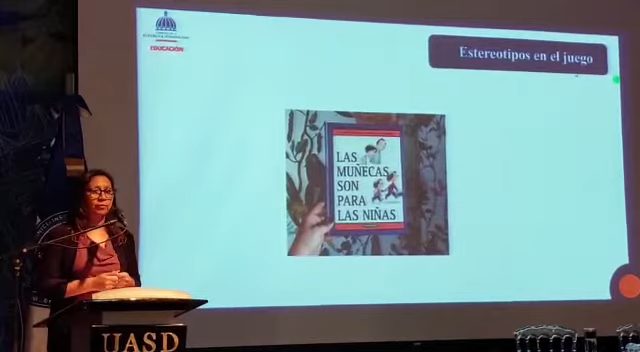 EDUCACIÓN
Estereotipos en el juego
LAS
MUÑECAS
SON
PARA
LAS NIÑAS
UASD